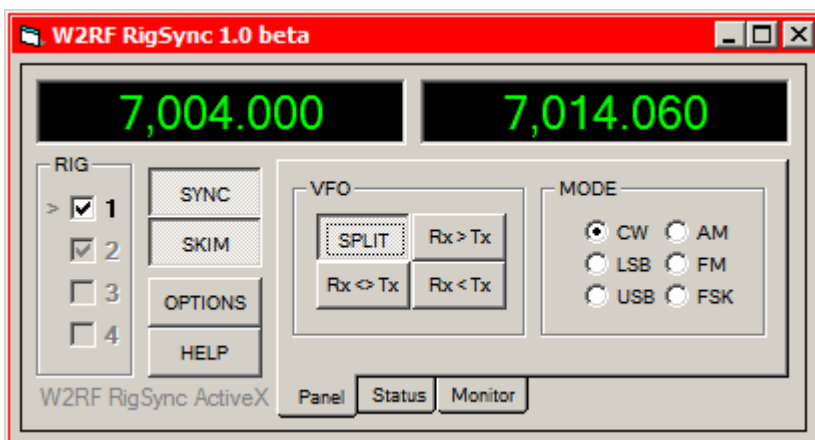 W2RF RigSync 1.0 beta
7,004.000
7,014.060
RIG
> 1
2
3
4
SYNC
SKIM
OPTIONS
HELP
VFO
SPLIT
Rx > Tx
Rx <> Tx
Rx < Tx
MODE
CW AM
LSB FM
USB FSK
W2RF RigSync ActiveX
Panel Status Monitor